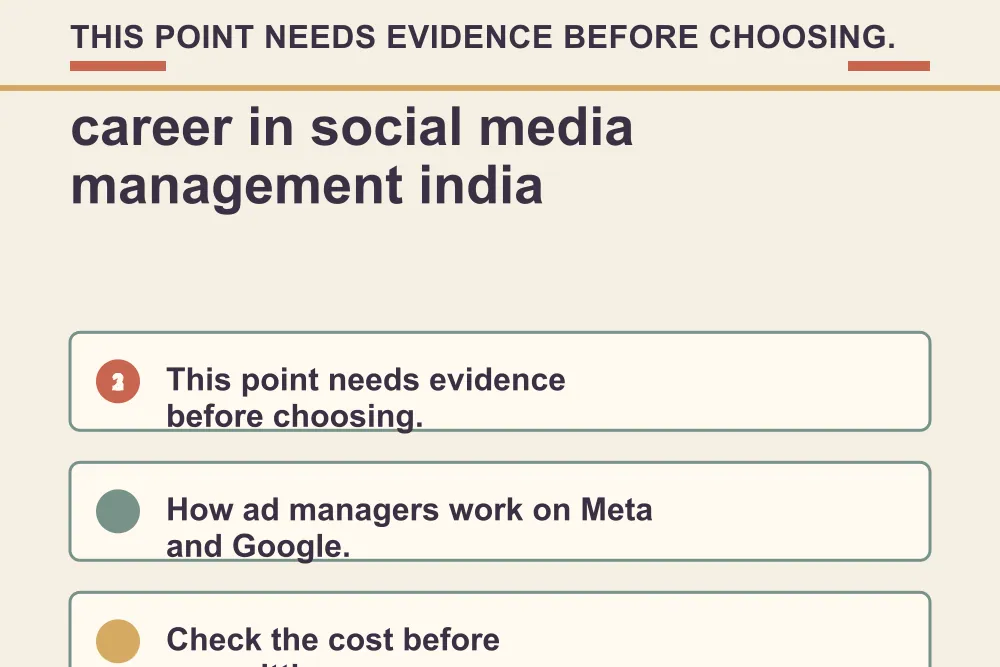 THIS POINT NEEDS EVIDENCE BEFORE CHOOSING.
career in social media
management india
This point needs evidence
before choosing.
How ad managers work on Meta
and Google.
Check the cost before